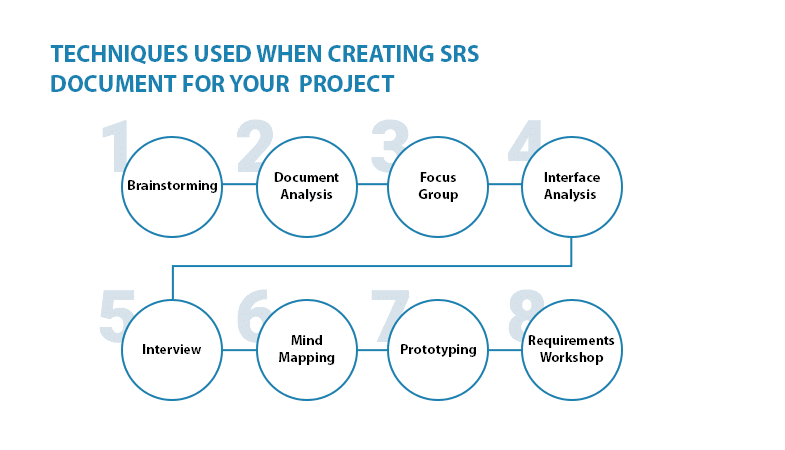 TECHNIQUES USED WHEN CREATING SRS
DOCUMENT FOR YOUR PROJECT
1
Brainstorming
2
Document
Analysis
3
Focus
Group
4
Interface
Analysis
5
Interview
6
Mind
Mapping
7
Prototyping
8
Requirements
Workshop